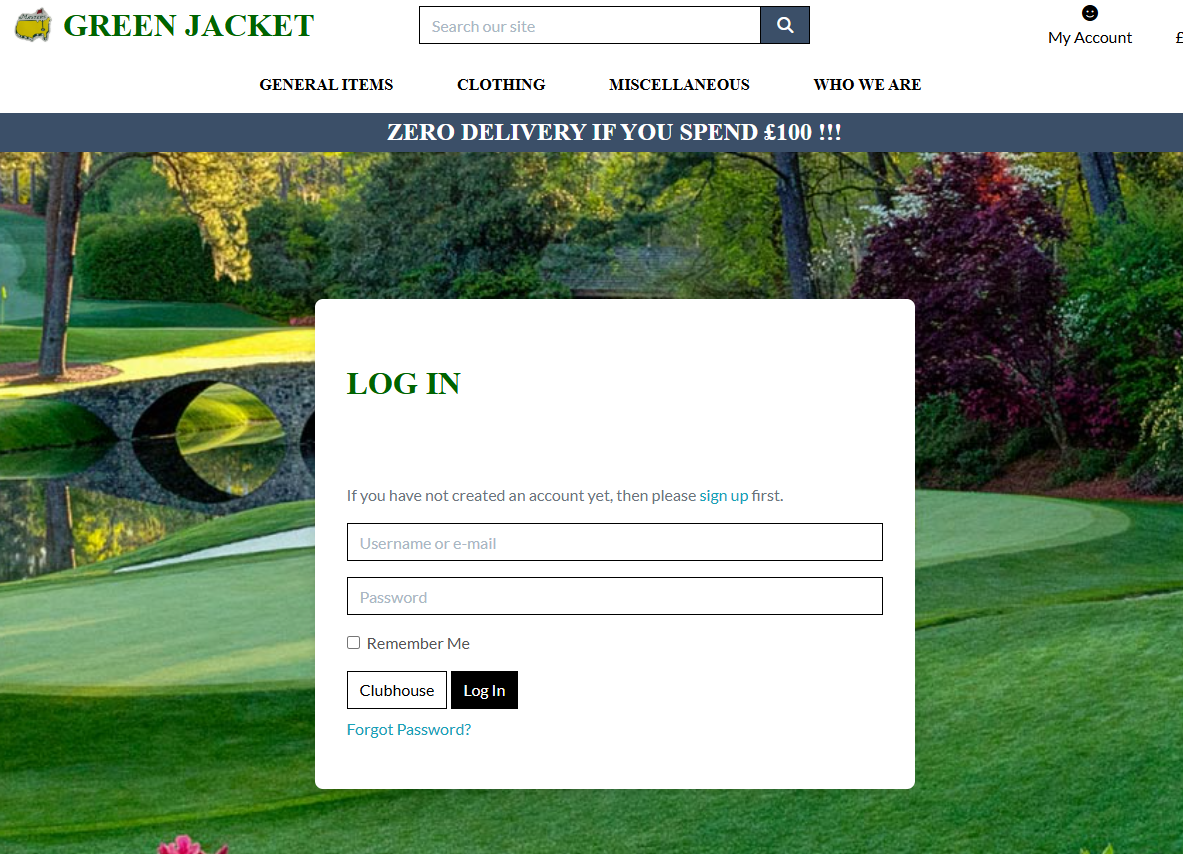 GREEN JACKET
Search our site
My Account
£
GENERAL ITEMS
CLOTHING
MISCELLANEOUS
WHO WE ARE
ZERO DELIVERY IF YOU SPEND £100 !!!
LOG IN
If you have not created an account yet, then please sign up first.
Username or e-mail
Password
Remember Me
Clubhouse
Log In
Forgot Password?